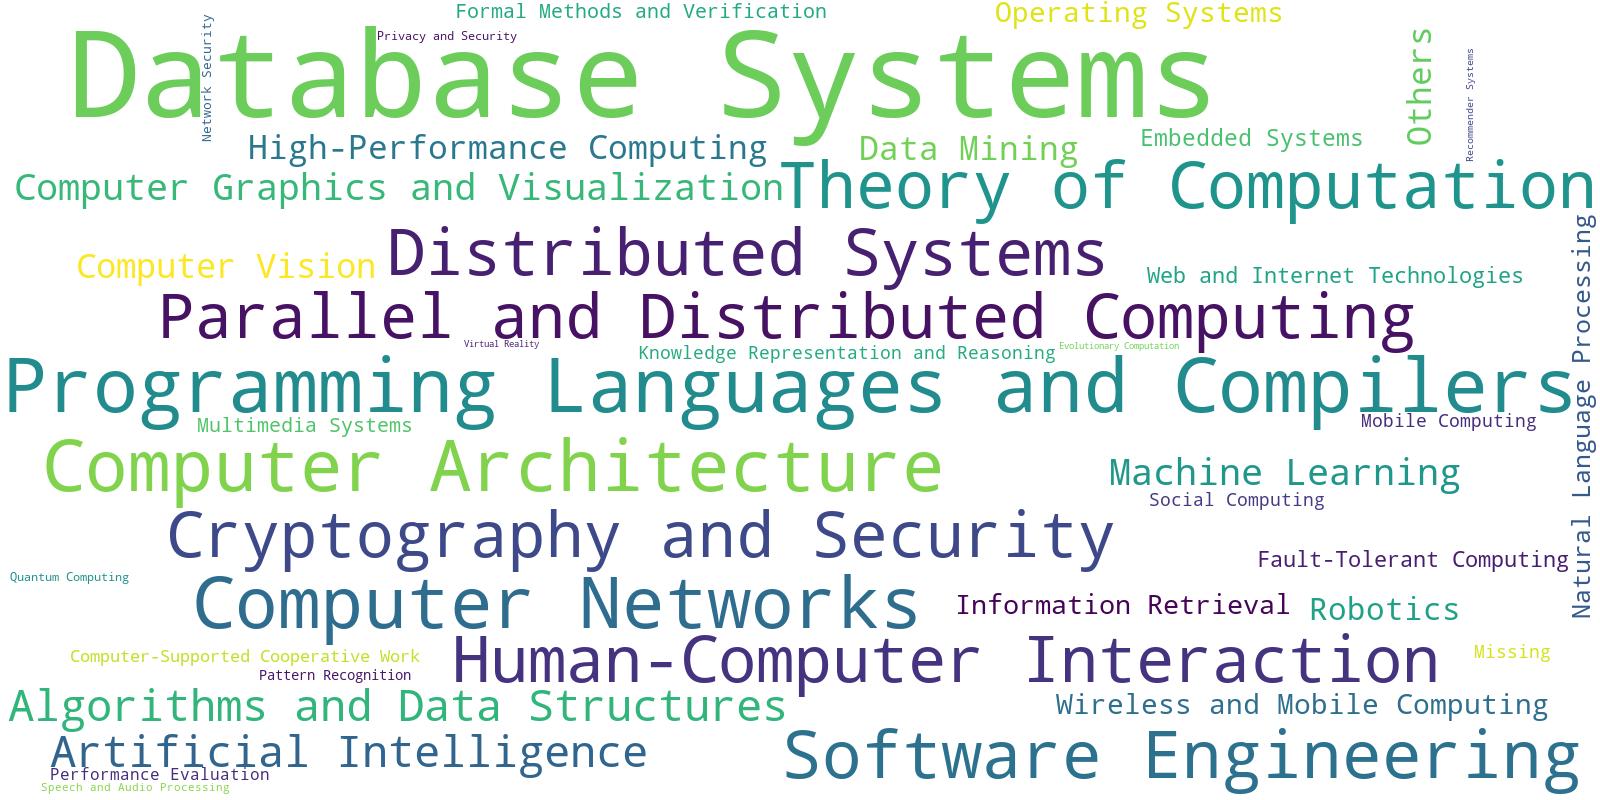 Formal Methods and Verification
Operating Systems
Network Security
Privacy and Security
Database Systems
Others
Recommender Systems
High-Performance Computing
Data Mining
Embedded Systems
Computer Graphics and Visualization
Theory of Computation
Computer Vision
Distributed Systems
Web and Internet Technologies
Natural Language Processing
Parallel and Distributed Computing
Virtual Reality
Knowledge Representation and Reasoning
Evolutionary Computation
Programming Languages and Compilers
Multimedia Systems
Mobile Computing
Computer Architecture
Machine Learning
Social Computing
Cryptography and Security
Fault-Tolerant Computing
Quantum Computing
Computer Networks
Information Retrieval
Robotics
Computer-Supported Cooperative Work
Human-Computer Interaction
Missing
Pattern Recognition
Algorithms and Data Structures
Wireless and Mobile Computing
Artificial Intelligence
Software Engineering
Performance Evaluation
Speech and Audio Processing